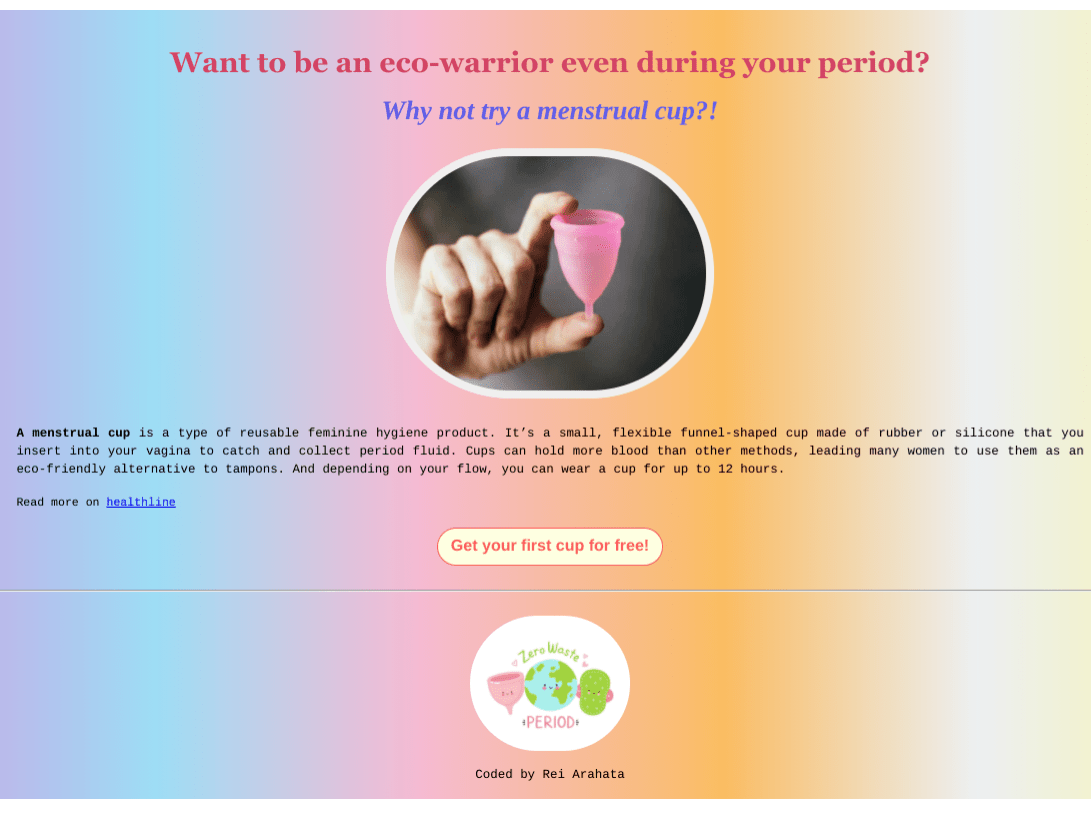 Want to be an eco-warrior even during your period?
Why not try a menstrual cup?!
A menstrual cup is a type of reusable feminine hygiene product. It’s a small, flexible funnel-shaped cup made of rubber or silicone that you
insert into your vagina to catch and collect period fluid. Cups can hold more blood than other methods, leading many women to use them as an
eco-friendly alternative to tampons. And depending on your flow, you can wear a cup for up to 12 hours.
Read more on healthline
Get your first cup for free!
Zero Waste
PERIOD
Coded by Rei Arahata